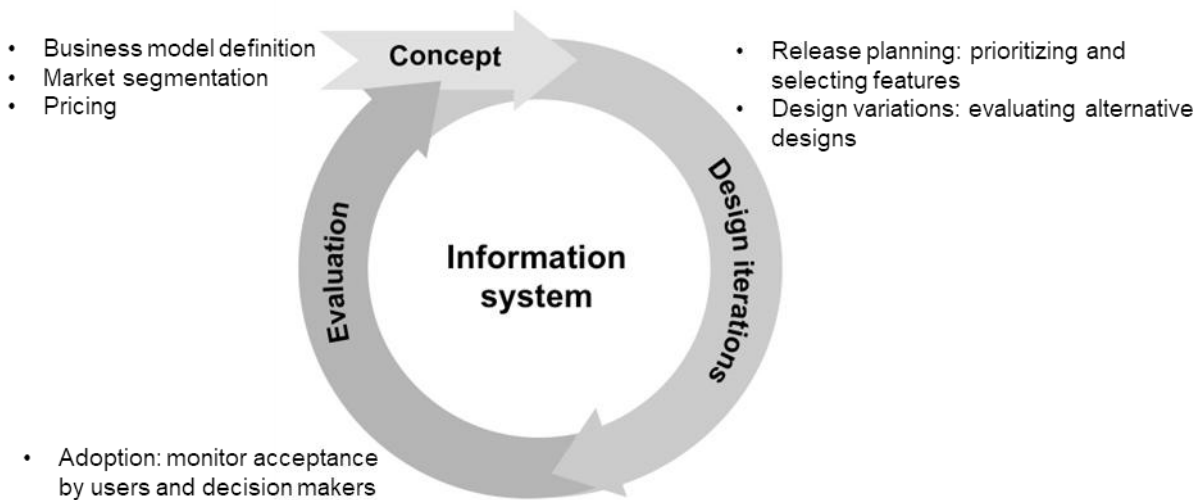 • Business model definition
• Market segmentation
• Pricing
Concept
• Release planning: prioritizing and
selecting features
• Design variations: evaluating alternative
designs
Design iterations
Information
system
Evaluation
• Adoption: monitor acceptance
by users and decision makers